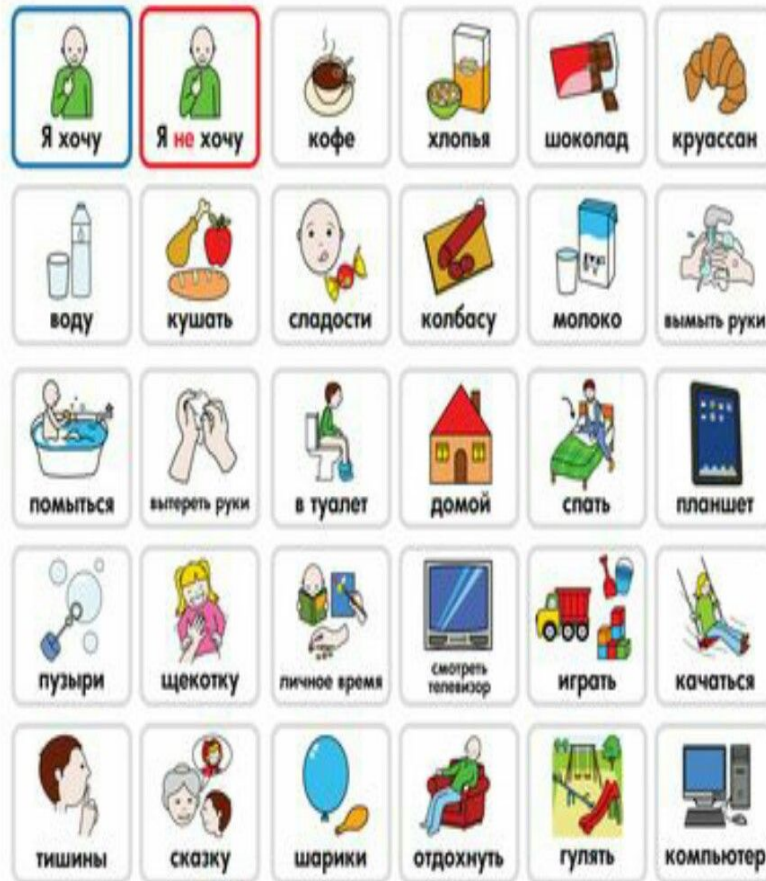 Я хочу
Я не хочу
кофе
хлопья
шоколад
круассан
воду
кушать
сладости
колбасу
молоко
вымыть руки
помыться
вытереть руки
в туалет
домой
спать
планшет
пузыри
щекотку
личное время
смотреть
телевизор
играть
качаться
тишины
сказку
шарики
отдохнуть
гулять
компьютер